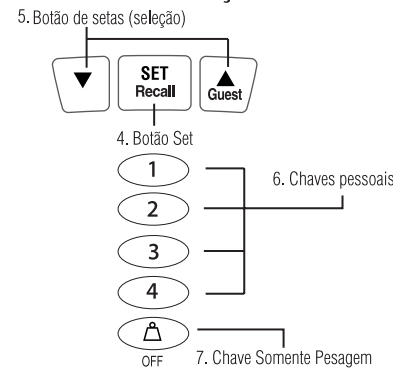 5. Botão de setas (seleção)
SET
Recall
Guest
4. Botão Set
1
6. Chaves pessoais
2
3
4
OFF
7. Chave Somente Pesagem